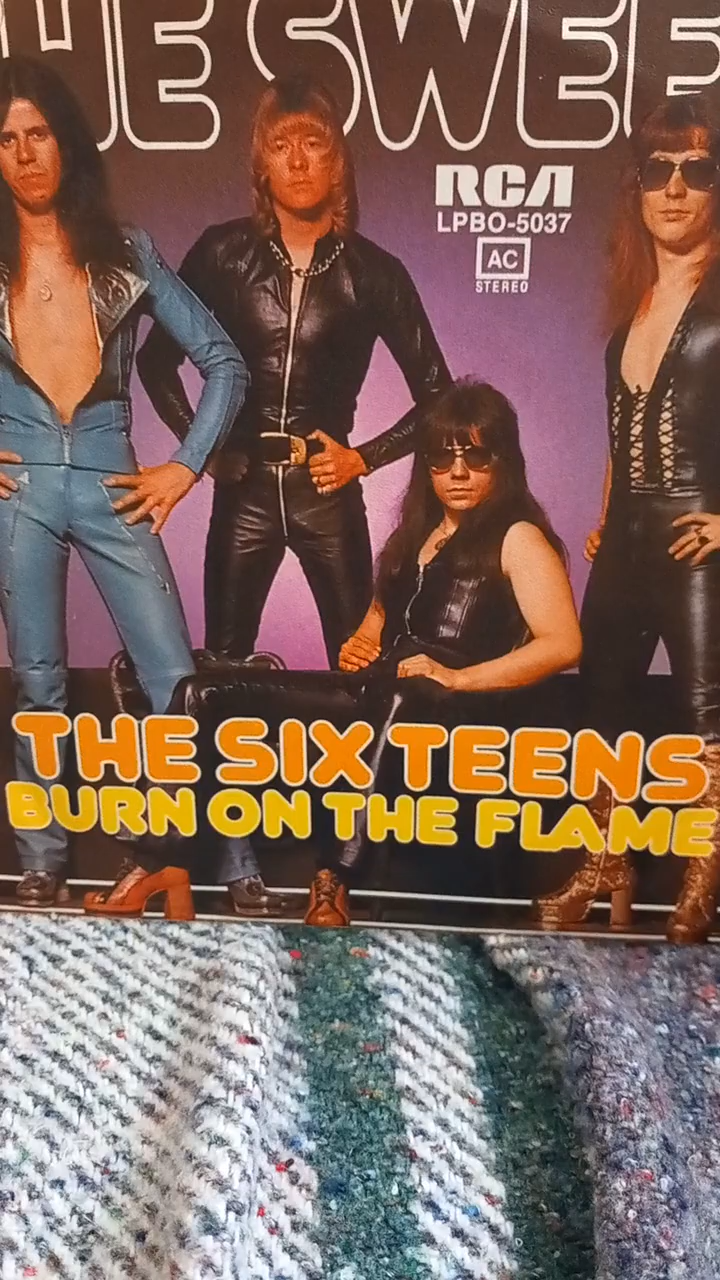 HE SWEE
RCA
LPBO-5037
AC
STEREO
THE SIX TEENS
BURN ON THE FLAME